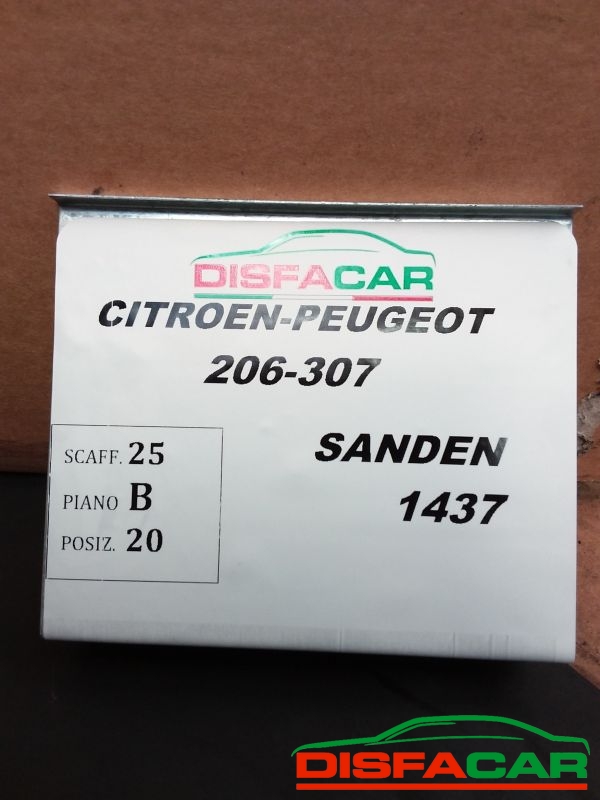 DISFACAR
CITROEN-PEUGEOT
206-307
SCAFF. 25
PIANO B
POSIZ. 20
SANDEN
1437
DISFACAR